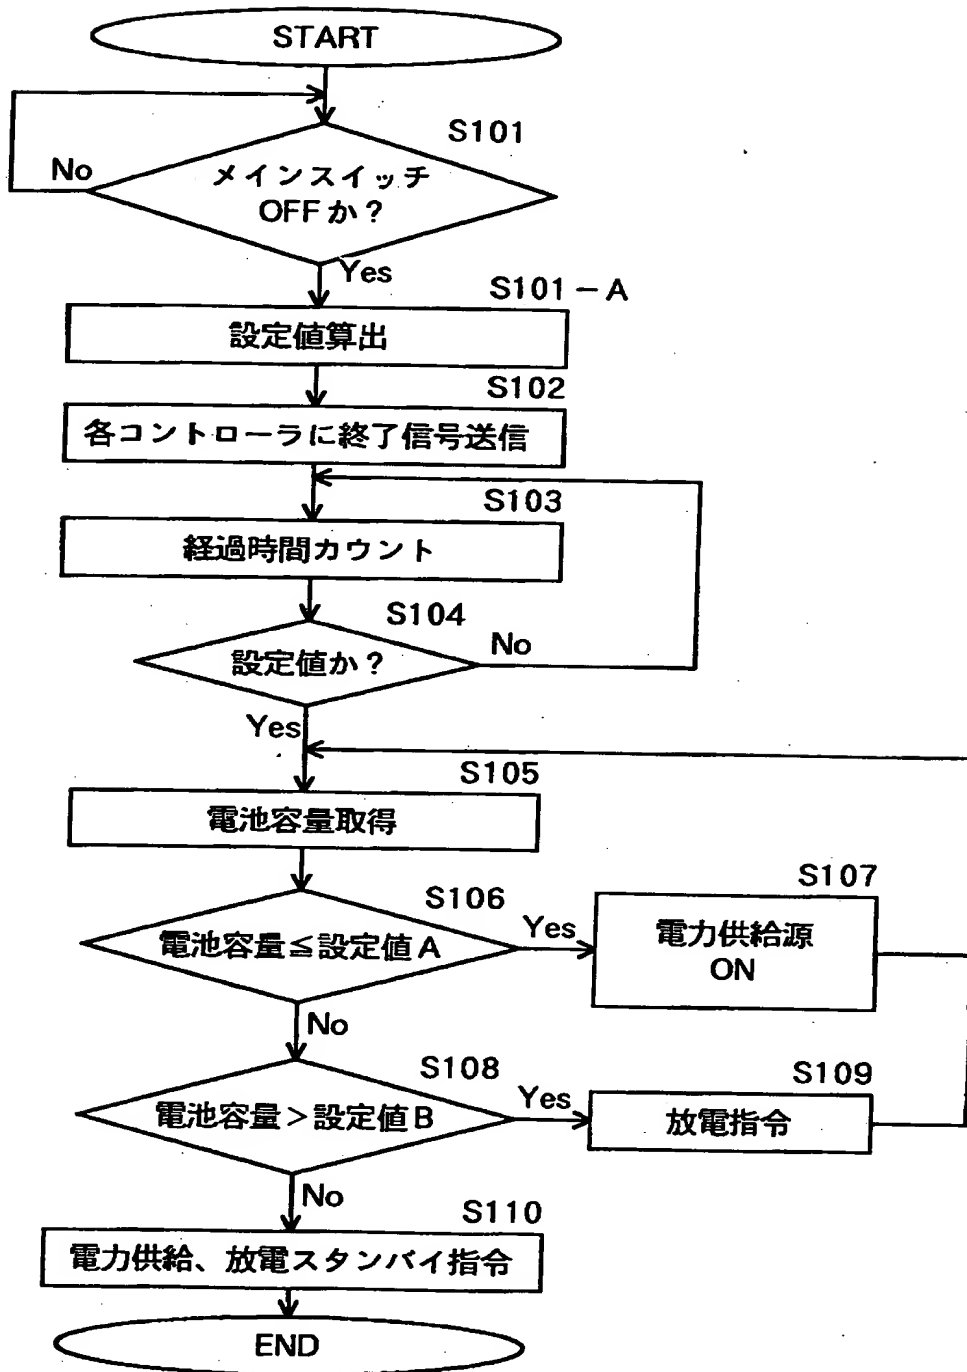 START
S101
メインスイッチ
OFFか?
No
Yes
S101-A
設定値算出
S102
各コントローラに終了信号送信
S103
経過時間カウント
S104
設定値か?
No
Yes
S105
電池容量取得
S106
電池容量≦設定値A
Yes
S107
電力供給源
ON
No
S108
電池容量>設定値B
Yes
S109
放電指令
No
S110
電力供給、放電スタンバイ指令
END